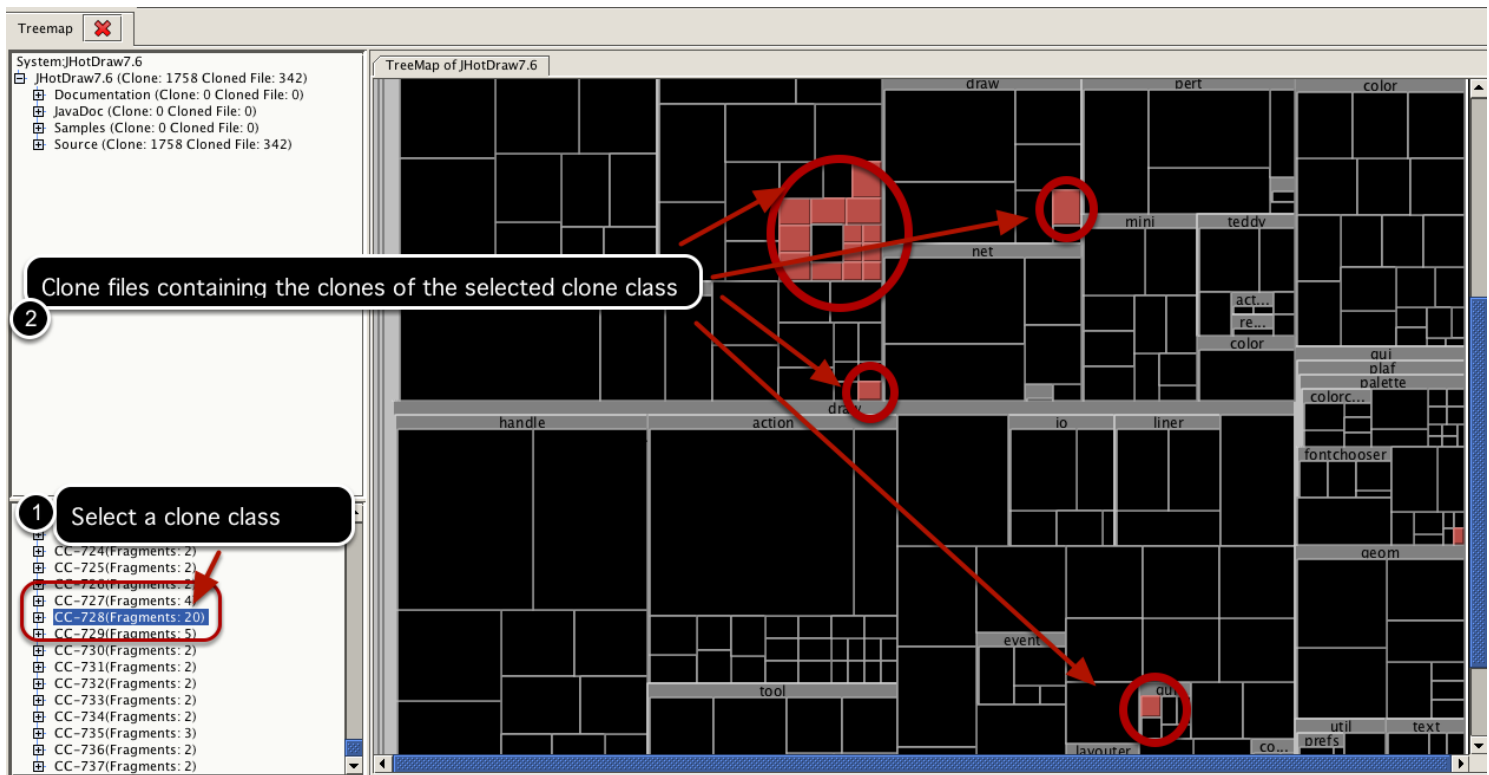 Treemap
System:JHotDraw7.6
JHotDraw7.6 (Clone: 1758 Cloned File: 342)
Documentation (Clone: 0 Cloned File: 0)
JavaDoc (Clone: 0 Cloned File: 0)
Samples (Clone: 0 Cloned File: 0)
Source (Clone: 1758 Cloned File: 342)
1
Select a clone class
CC-724(Fragments: 2)
CC-725(Fragments: 2)
CC-726(Fragments: 2)
CC-727(Fragments: 4)
CC-728(Fragments: 20)
CC-729(Fragments: 5)
CC-730(Fragments: 2)
CC-731(Fragments: 2)
CC-732(Fragments: 2)
CC-733(Fragments: 2)
CC-734(Fragments: 2)
CC-735(Fragments: 3)
CC-736(Fragments: 2)
CC-737(Fragments: 2)
TreeMap of JHotDraw7.6
draw
pert
color
mini
teddy
net
Clone files containing the clones of the selected clone class
2
act...
re...
color
gui
plaf
palette
colorc...
draw
handle
action
io
liner
fontchooser
geom
event
tool
gui
util
text
prefs
layouter
co...